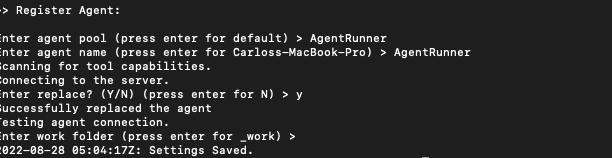 >> Register Agent:
Enter agent pool (press enter for default) > AgentRunner
Enter agent name (press enter for Carloss-MacBook-Pro) > AgentRunner
Scanning for tool capabilities.
Connecting to the server.
Enter replace? (Y/N) (press enter for N) > y
Successfully replaced the agent
Testing agent connection.
Enter work folder (press enter for _work) >
2022-08-28 05:04:17Z: Settings Saved.